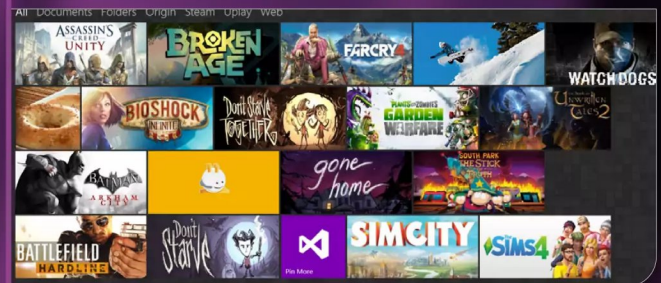 All Documents Folders Origin Steam Uplay Web
ASSASSIN'S
CREED
UNITY
BROKEN
AGE
FARCRY 4
WATCH DOGS
BIOSHOCK
INFINITE
Don't Starve
TOGETHER
PLANTS vs. ZOMBIES
GARDEN
WARFARE
UNWRITTEN
TALES 2
BATMAN
ARKHAM
CITY
gone
home
SOUTH PARK
THE STICK
OF TRUTH
BATTLEFIELD
HARDLINE
Don't
Starve
Pin More
SIMCITY
THE SIMS 4